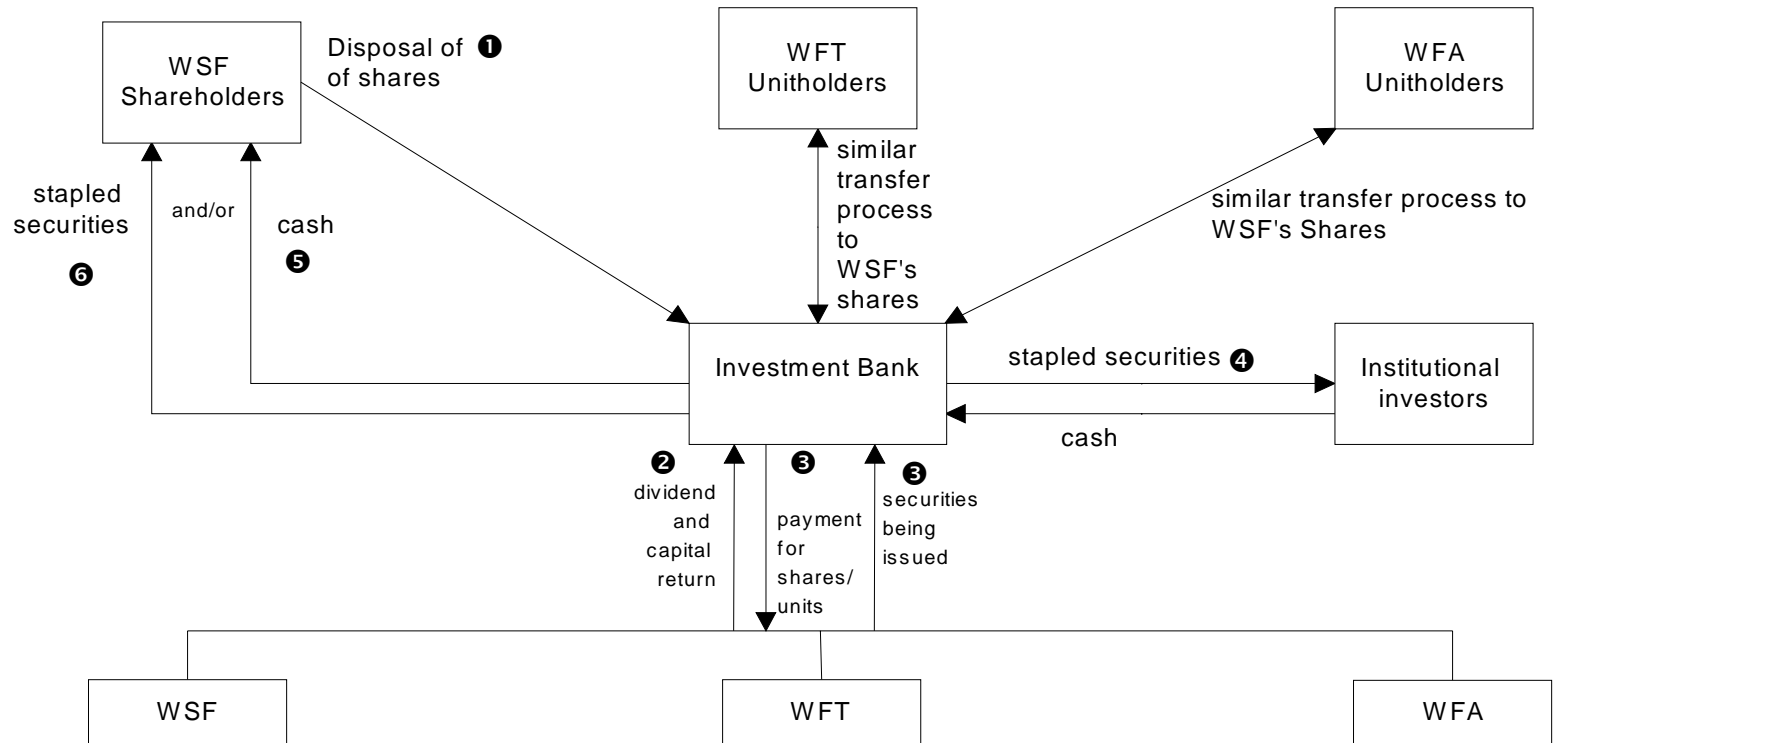 WSF
Shareholders
Disposal of ❶
of shares
WFT
Unitholders
WFA
Unitholders
similar
transfer
process
to
WSF's
shares
similar transfer process to
WSF's Shares
stapled
securities
❻
and/or
cash
❺
Investment Bank
stapled securities ❹
cash
Institutional
investors
❷
dividend
and
capital
return
❸
payment
for
shares/
units
❸
securities
being
issued
WSF
WFT
WFA